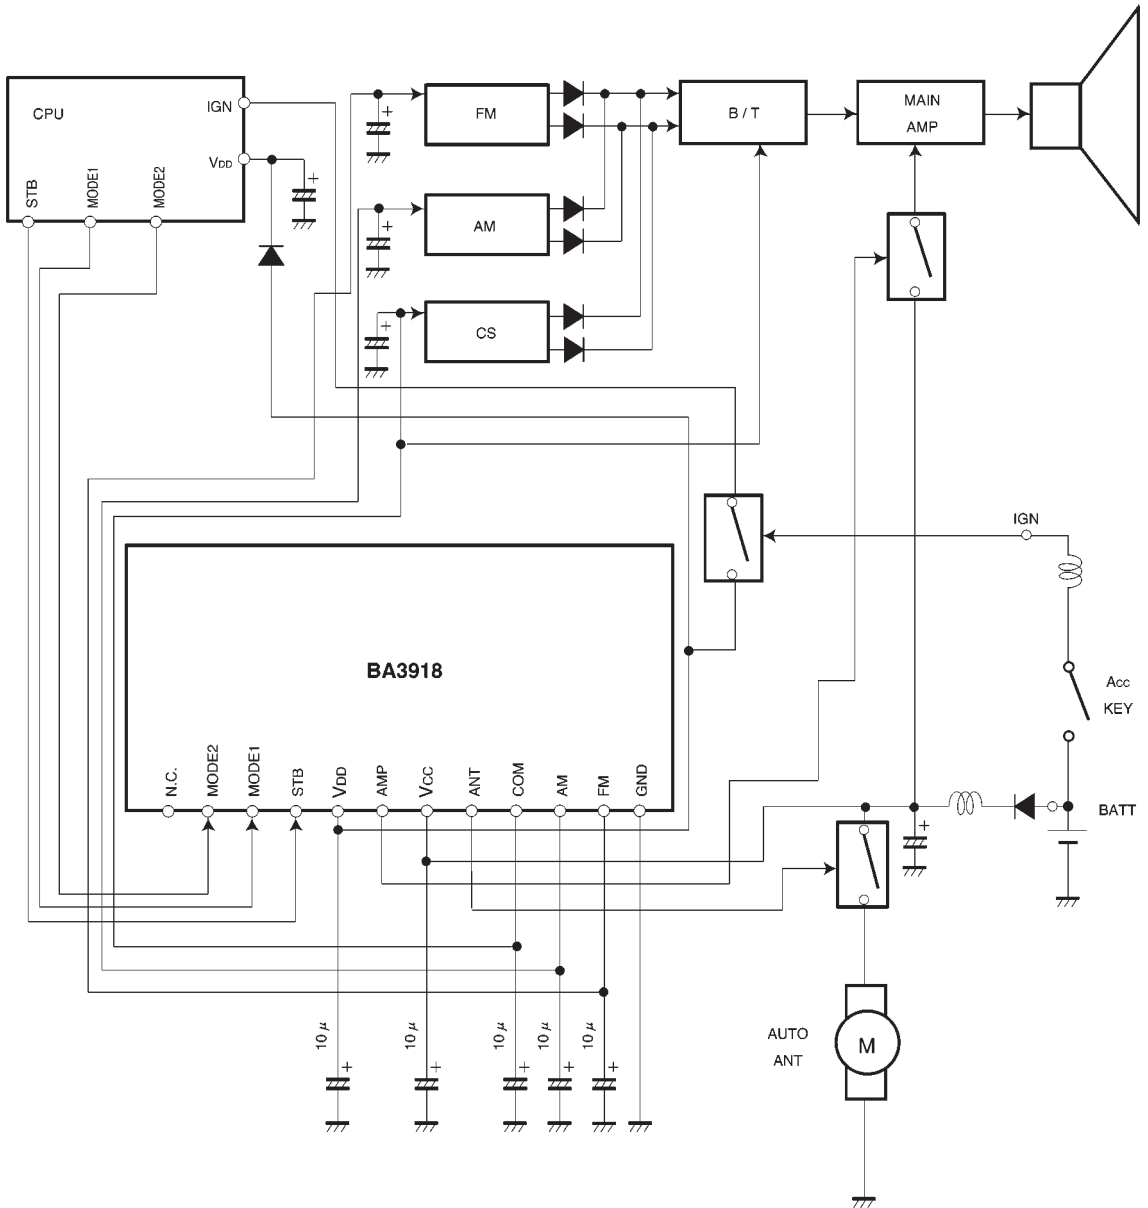 CPU
IGN
VDD
STB
MODE1
MODE2
FM
AM
CS
B / T
MAIN
AMP
IGN
ACC
KEY
BATT
BA3918
N.C.
MODE2
MODE1
STB
VDD
AMP
VCC
ANT
COM
AM
FM
GND
10 μ
10 μ
10 μ
10 μ
10 μ
AUTO
ANT
M
+
+
+
+
+
+
+
+
+
+